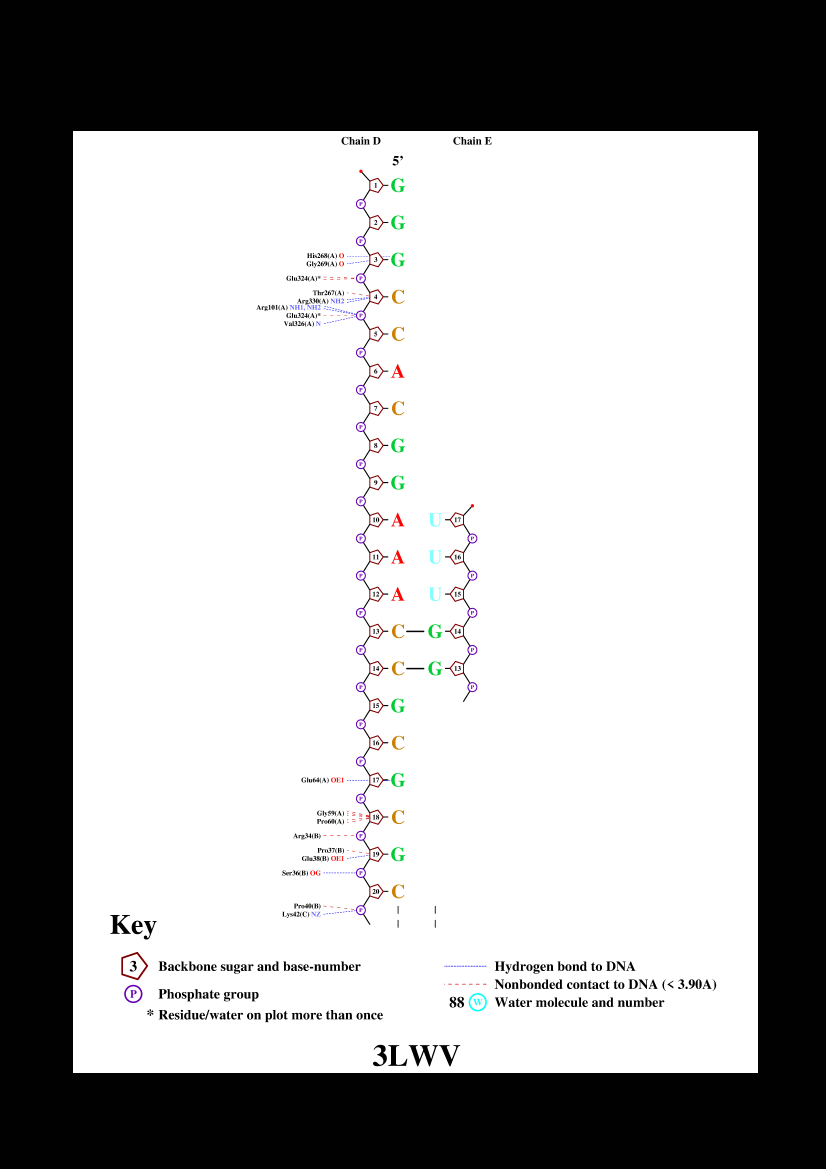 Chain D Chain E
5’
1 G
P
2 G
P
His268(A) O
3 G
Gly269(A) O
Glu324(A)* P
Thr267(A)
4 C
Arg330(A) NH2
Arg101(A) NH1, NH2
P
Glu324(A)*
Val326(A) N
5 C
P
6 A
P
7 C
P
8 G
P
9 G
P
10 A U 17
P P
11 A U 16
P P
12 A U 15
P P
13 C G 14
P P
14 C G 13
P P
15 G
P
16 C
P
Glu64(A) OE1 17 G
P
Gly59(A)
18 C
Pro60(A)
Arg34(B) P
Pro37(B)
19 G
Glu38(B) OE1
Ser36(B) OG P
20 C
Pro40(B)
P
Lys42(C) NZ
Key
3 Backbone sugar and base-number
P Phosphate group
* Residue/water on plot more than once
Hydrogen bond to DNA
Nonbonded contact to DNA (< 3.90A)
88 W Water molecule and number
3LWV